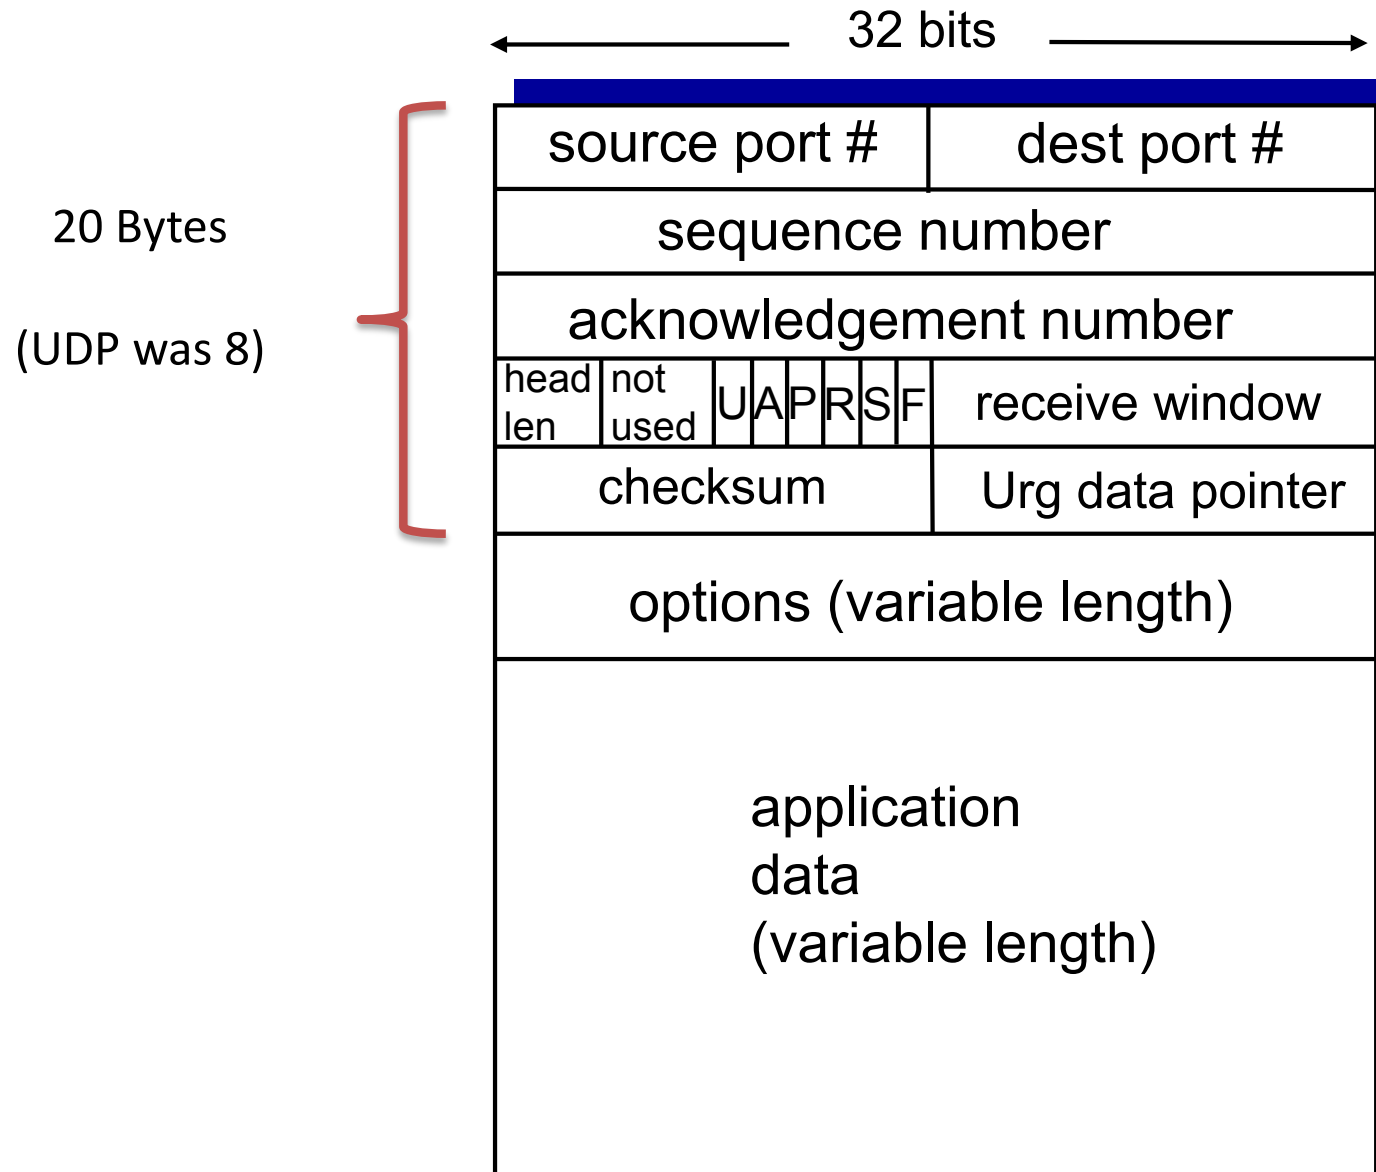 32 bits
source port # dest port #
20 Bytes
sequence number
(UDP was 8)
acknowledgement number
head len not used U A P R S F receive window
checksum Urg data pointer
options (variable length)
application
data
(variable length)